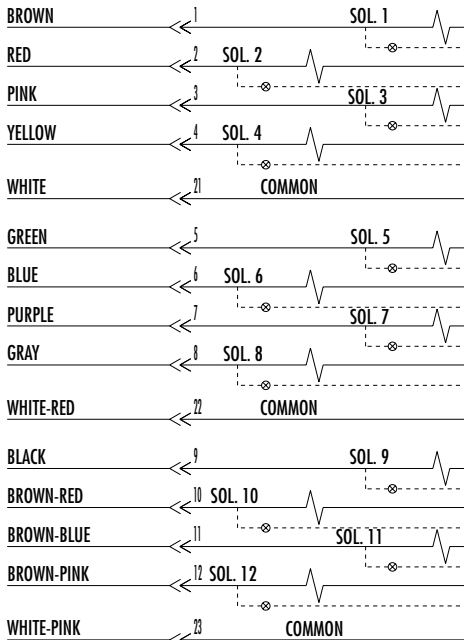 BROWN 1 SOL. 1
RED 2 SOL. 2
PINK 3 SOL. 3
YELLOW 4 SOL. 4
WHITE 21 COMMON
GREEN 5 SOL. 5
BLUE 6 SOL. 6
PURPLE 7 SOL. 7
GRAY 8 SOL. 8
WHITE-RED 22 COMMON
BLACK 9 SOL. 9
BROWN-RED 10 SOL. 10
BROWN-BLUE 11 SOL. 11
BROWN-PINK 12 SOL. 12
WHITE-PINK 23 COMMON